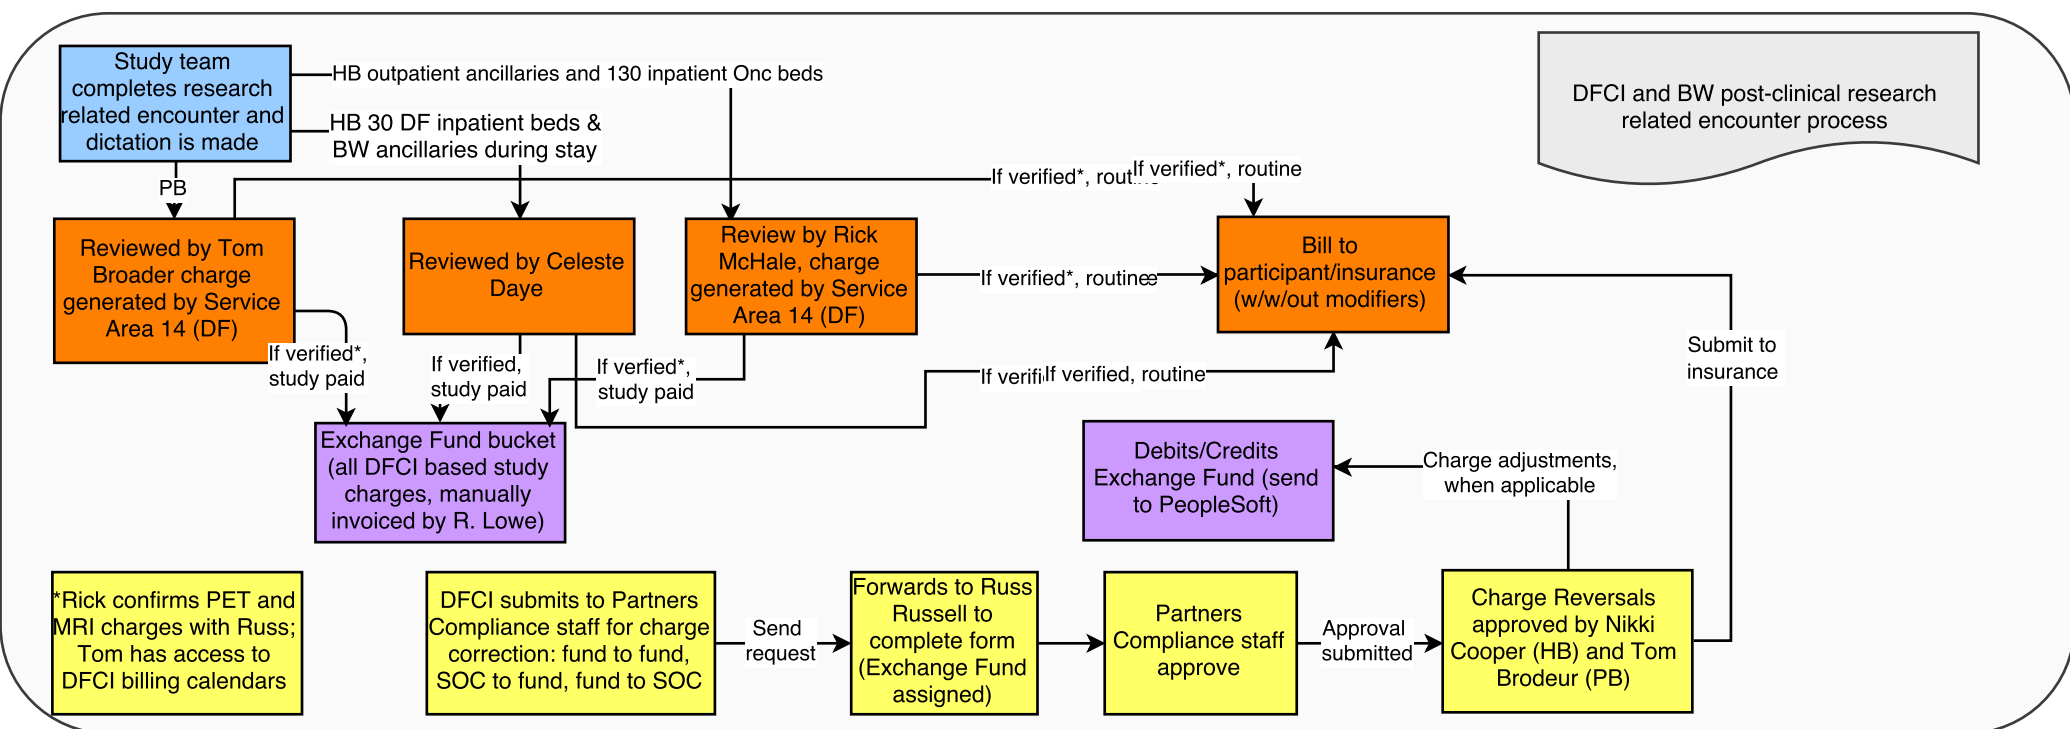 Study team
completes research
related encounter and
dictation is made
HB outpatient ancillaries and 130 inpatient Onc beds
HB 30 DF inpatient beds &
BW ancillaries during stay
PB
DFCI and BW post-clinical research
related encounter process
If verified*, routine
If verified*, routine
Reviewed by Tom
Broader charge
generated by Service
Area 14 (DF)
Reviewed by Celeste
Daye
Review by Rick
McHale, charge
generated by Service
Area 14 (DF)
If verified*, routine
Bill to
participant/insurance
(w/w/out modifiers)
If verified*,
study paid
If verified,
study paid
If verfied*,
study paid
If verifi
If verified, routine
Submit to
insurance
Exchange Fund bucket
(all DFCI based study
charges, manually
invoiced by R. Lowe)
Debits/Credits
Exchange Fund (send
to PeopleSoft)
Charge adjustments,
when applicable
*Rick confirms PET and
MRI charges with Russ;
Tom has access to
DFCI billing calendars
DFCI submits to Partners
Compliance staff for charge
correction: fund to fund,
SOC to fund, fund to SOC
Send
request
Forwards to Russ
Russell to
complete form
(Exchange Fund
assigned)
Partners
Compliance staff
approve
Approval
submitted
Charge Reversals
approved by Nikki
Cooper (HB) and Tom
Brodeur (PB)